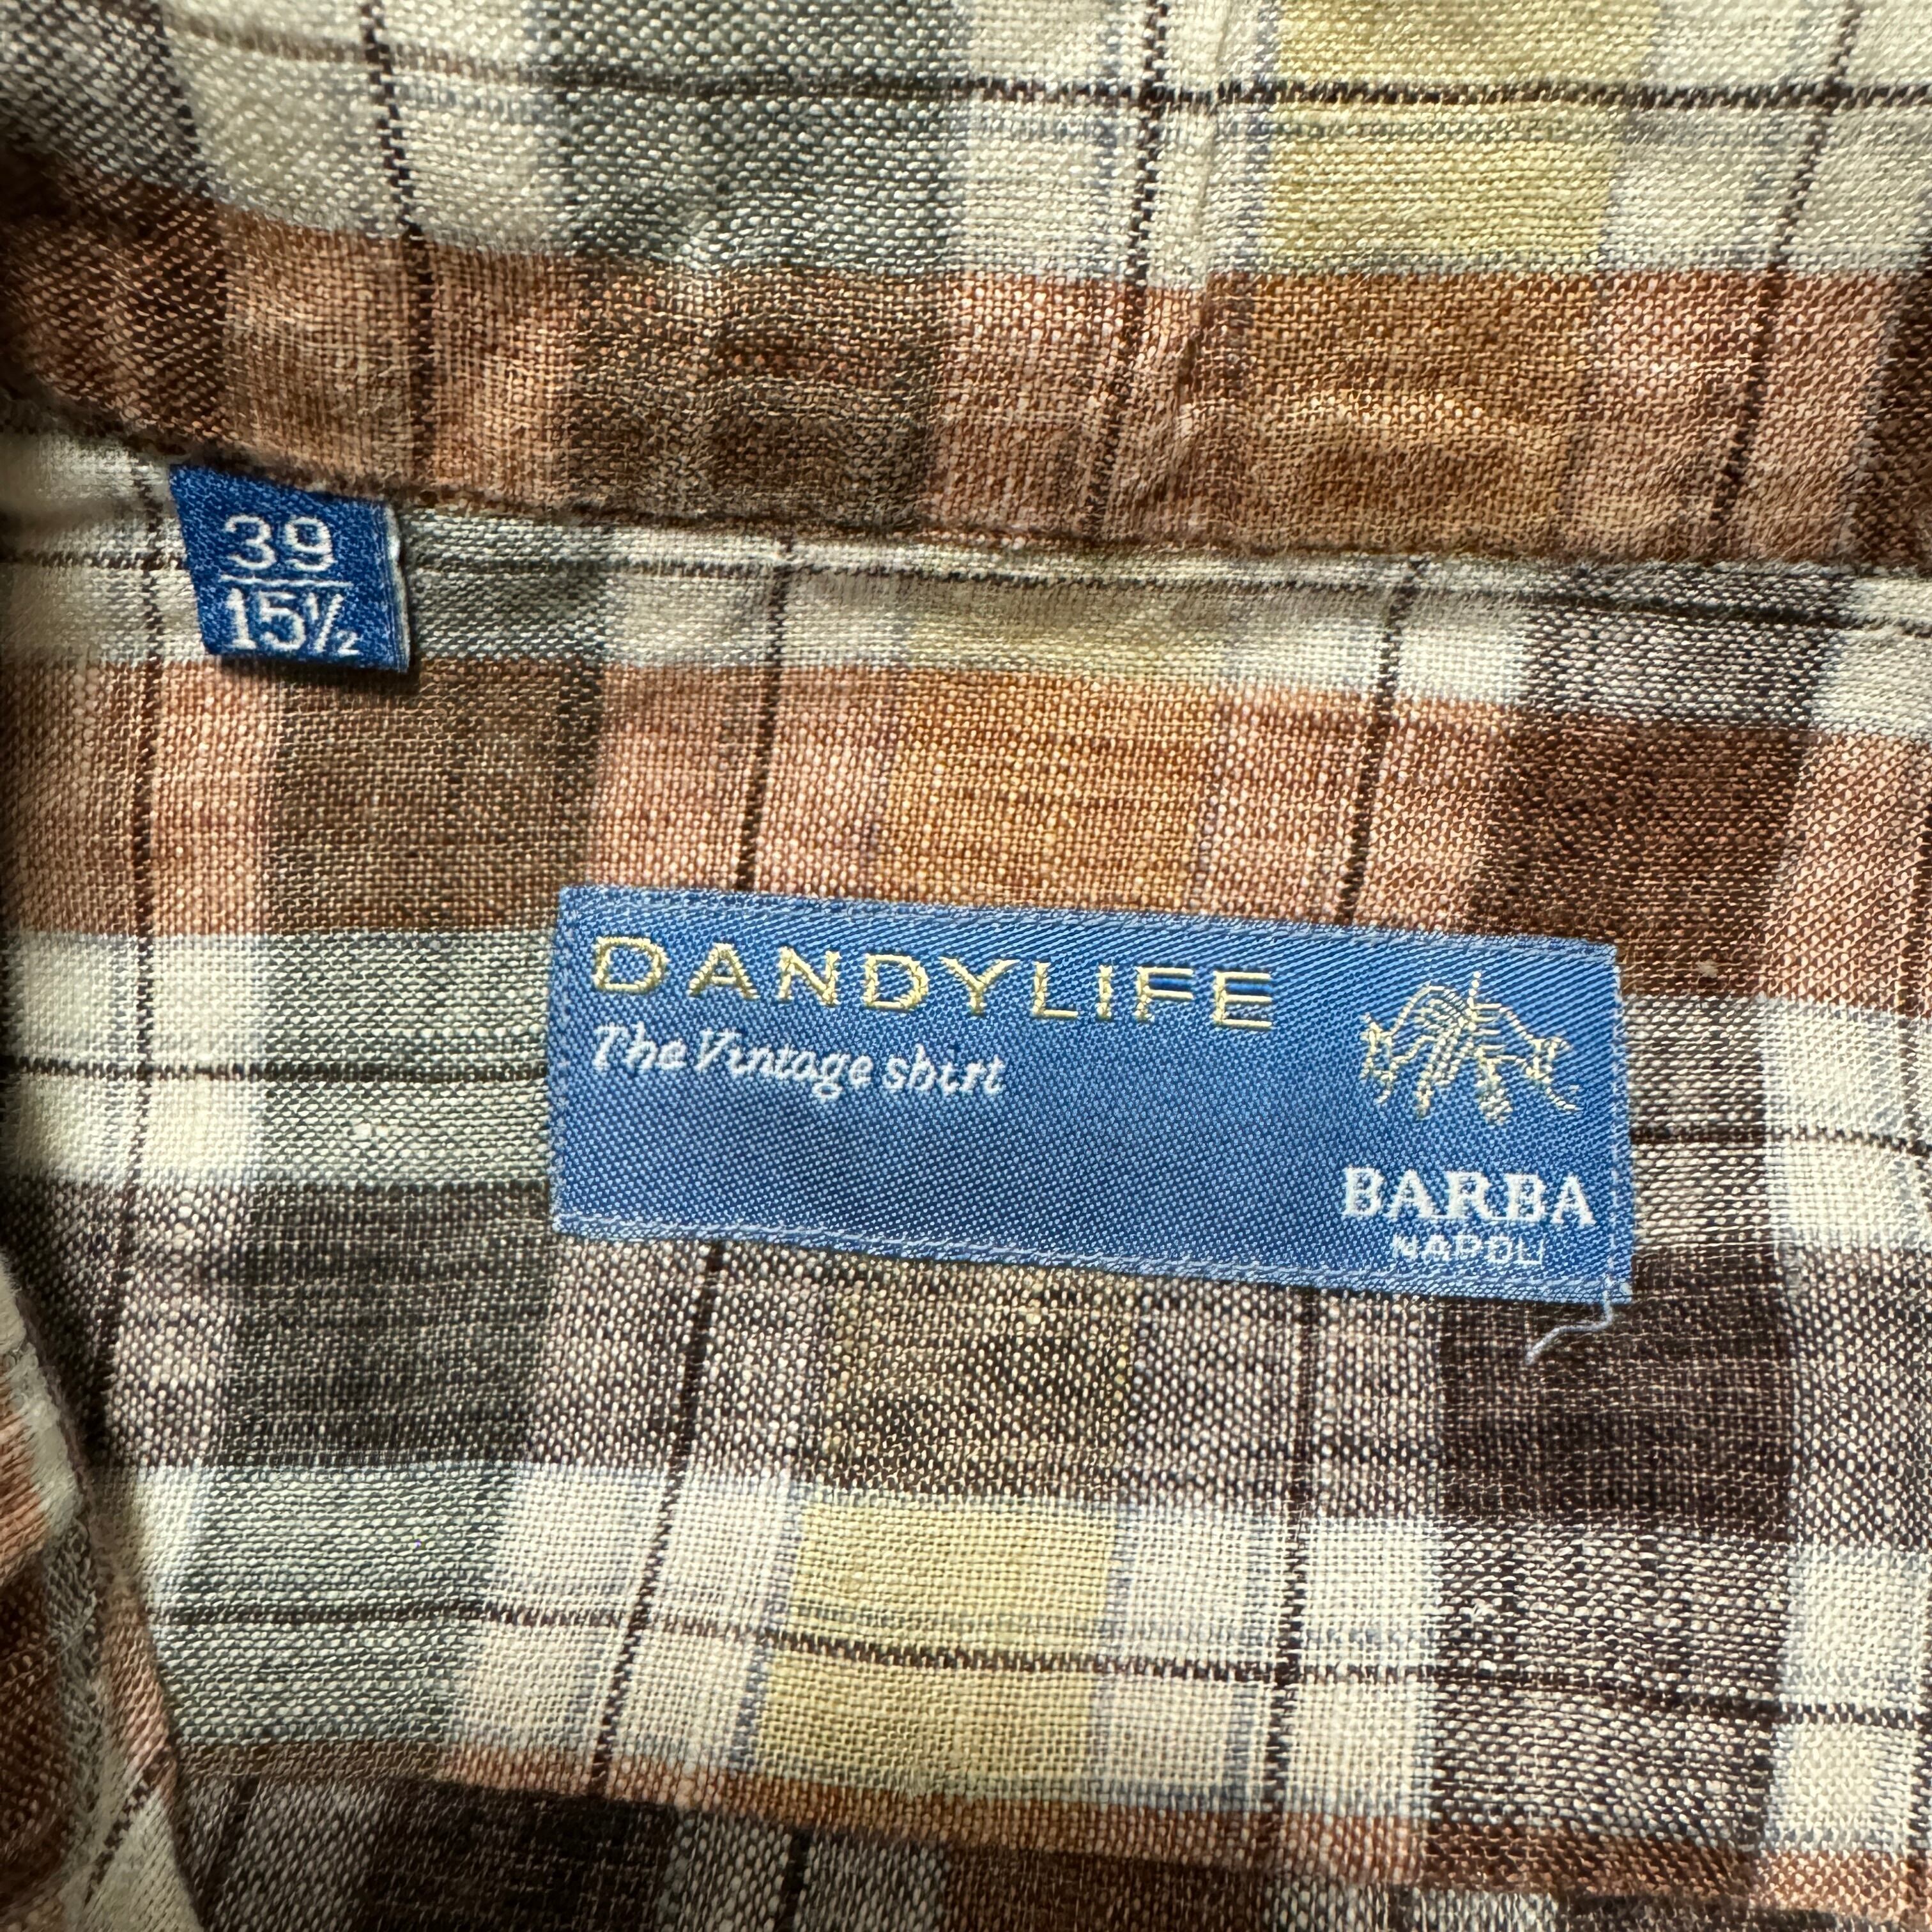 39
15½
DANDYLIFE
The Vintage shirt
BARBA
NAPOLI